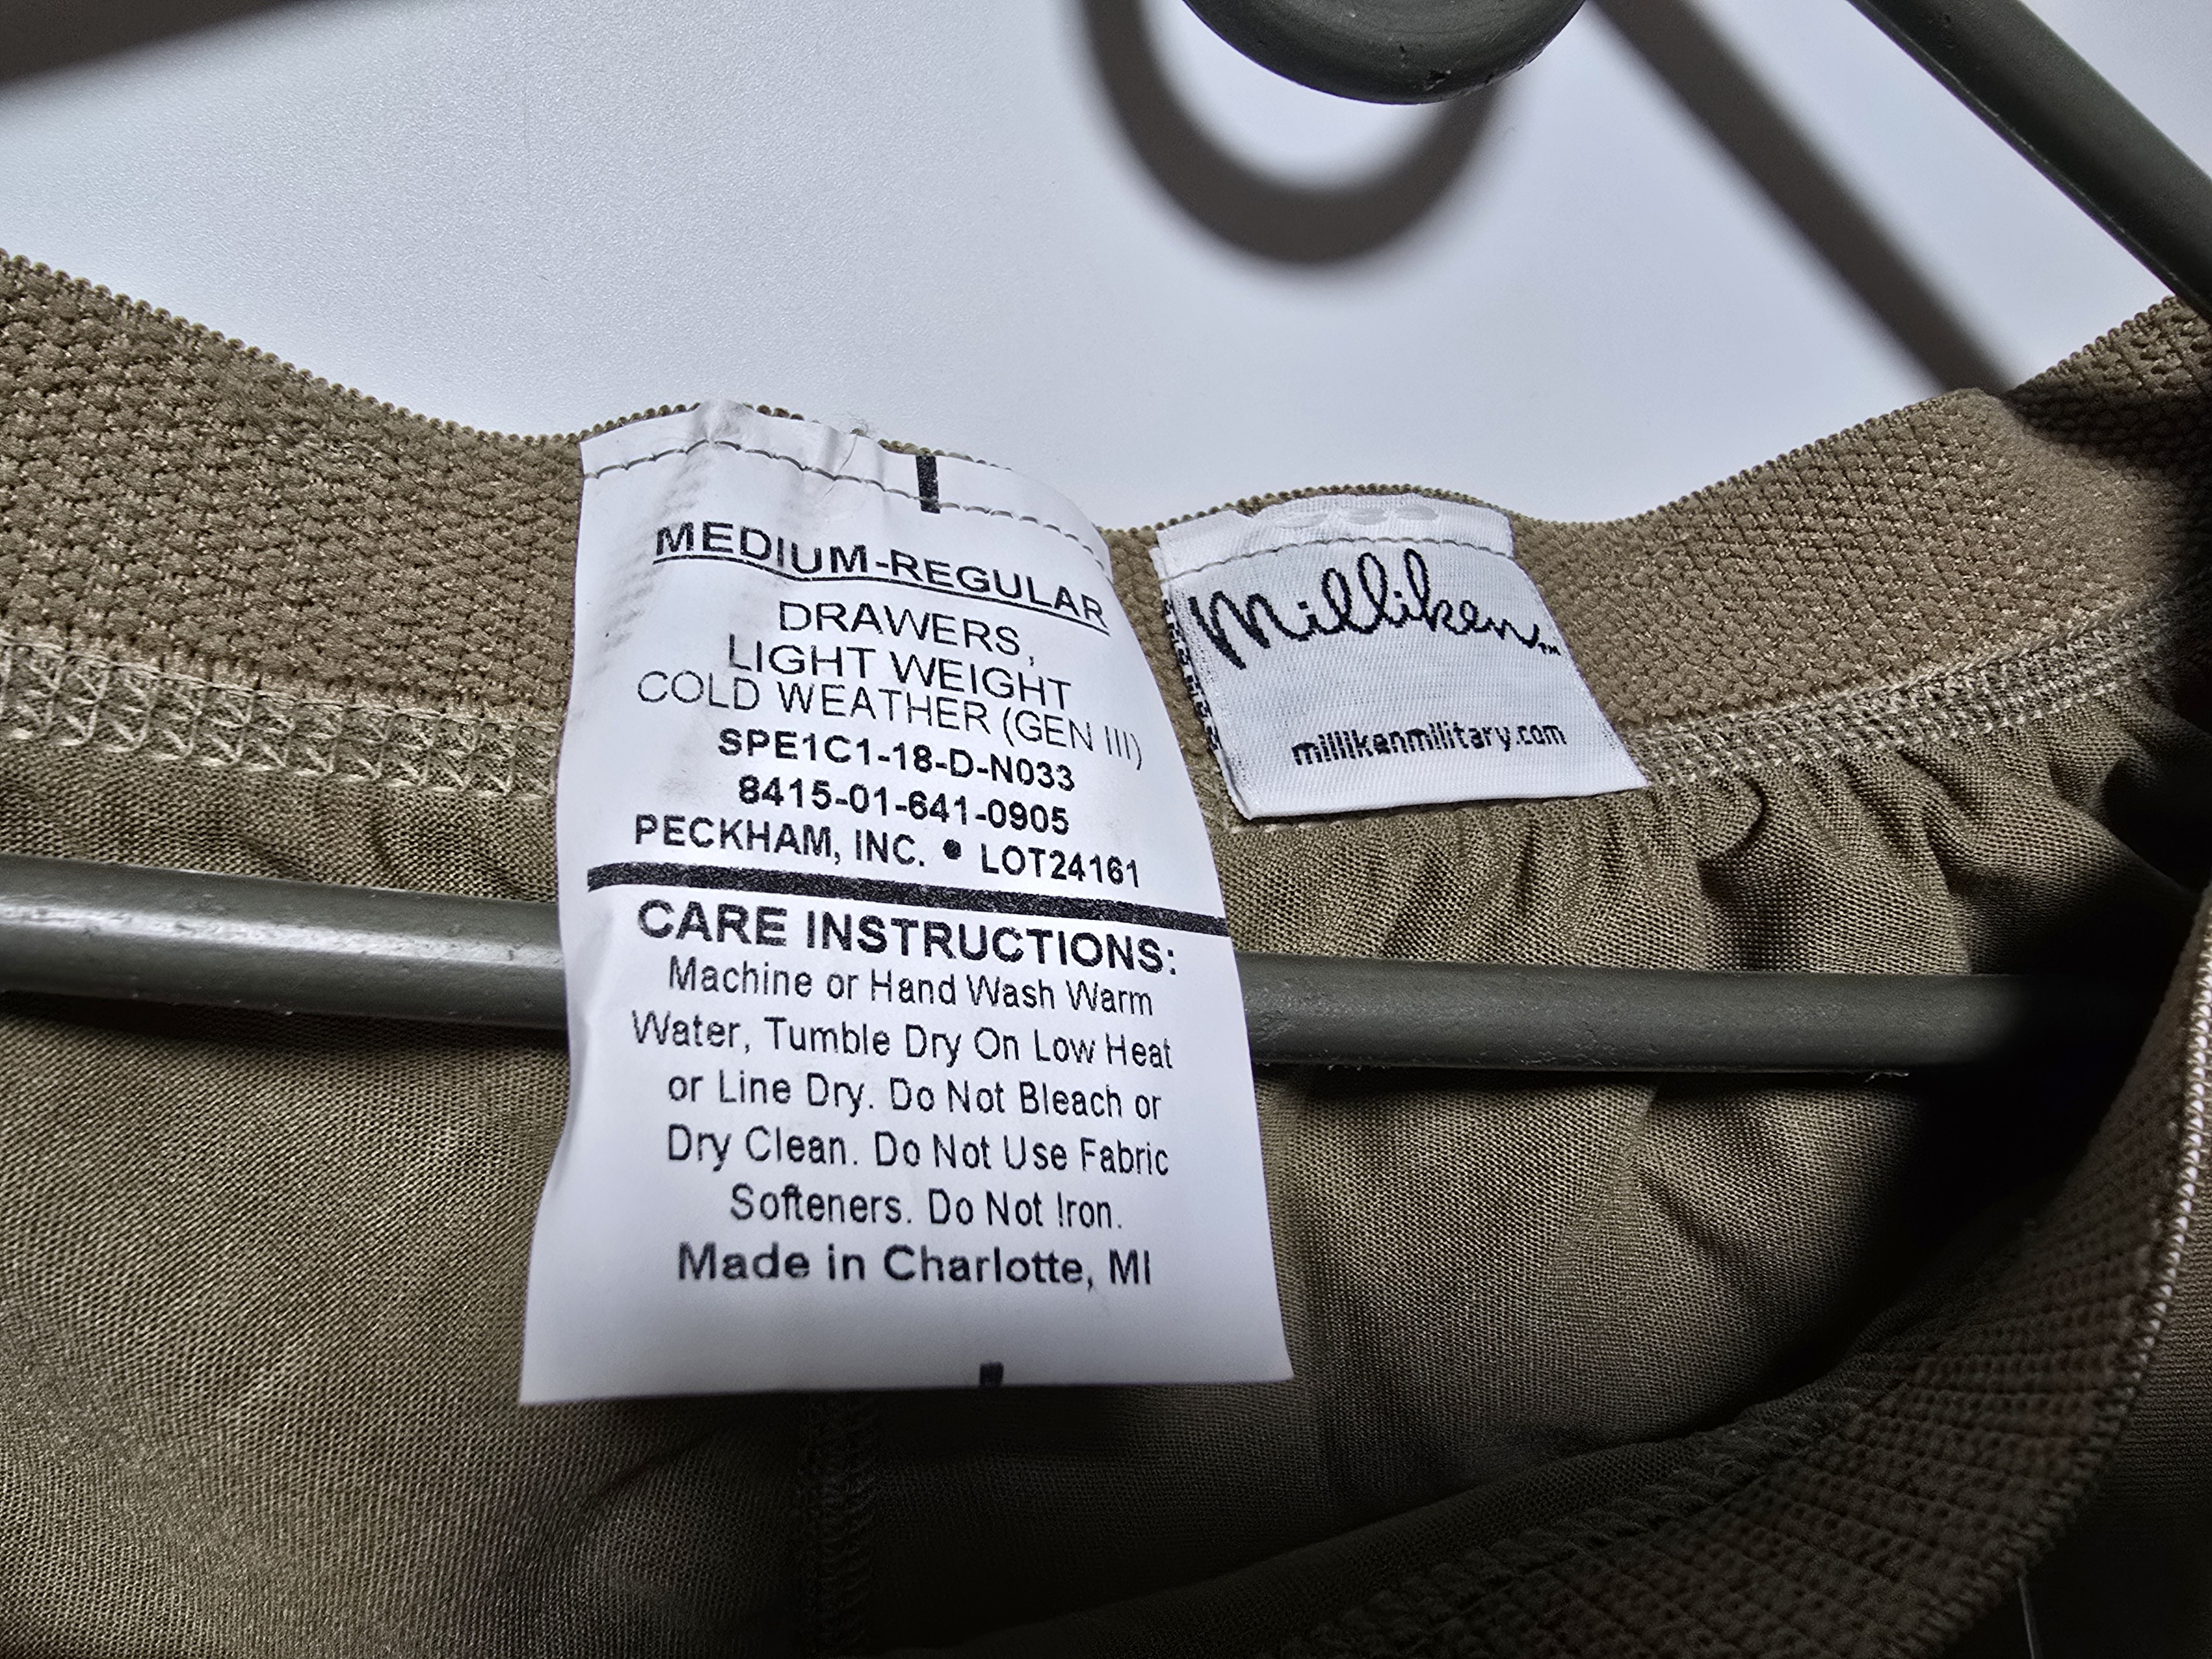 MEDIUM-REGULAR
DRAWERS,
LIGHT WEIGHT
COLD WEATHER (GEN III)
SPE1C1-18-D-N033
8415-01-641-0905
PECKHAM, INC. • LOT24161
CARE INSTRUCTIONS:
Machine or Hand Wash Warm
Water, Tumble Dry On Low Heat
or Line Dry. Do Not Bleach or
Dry Clean. Do Not Use Fabric
Softeners. Do Not Iron.
Made in Charlotte, MI
Milliken™
millikenmilitary.com